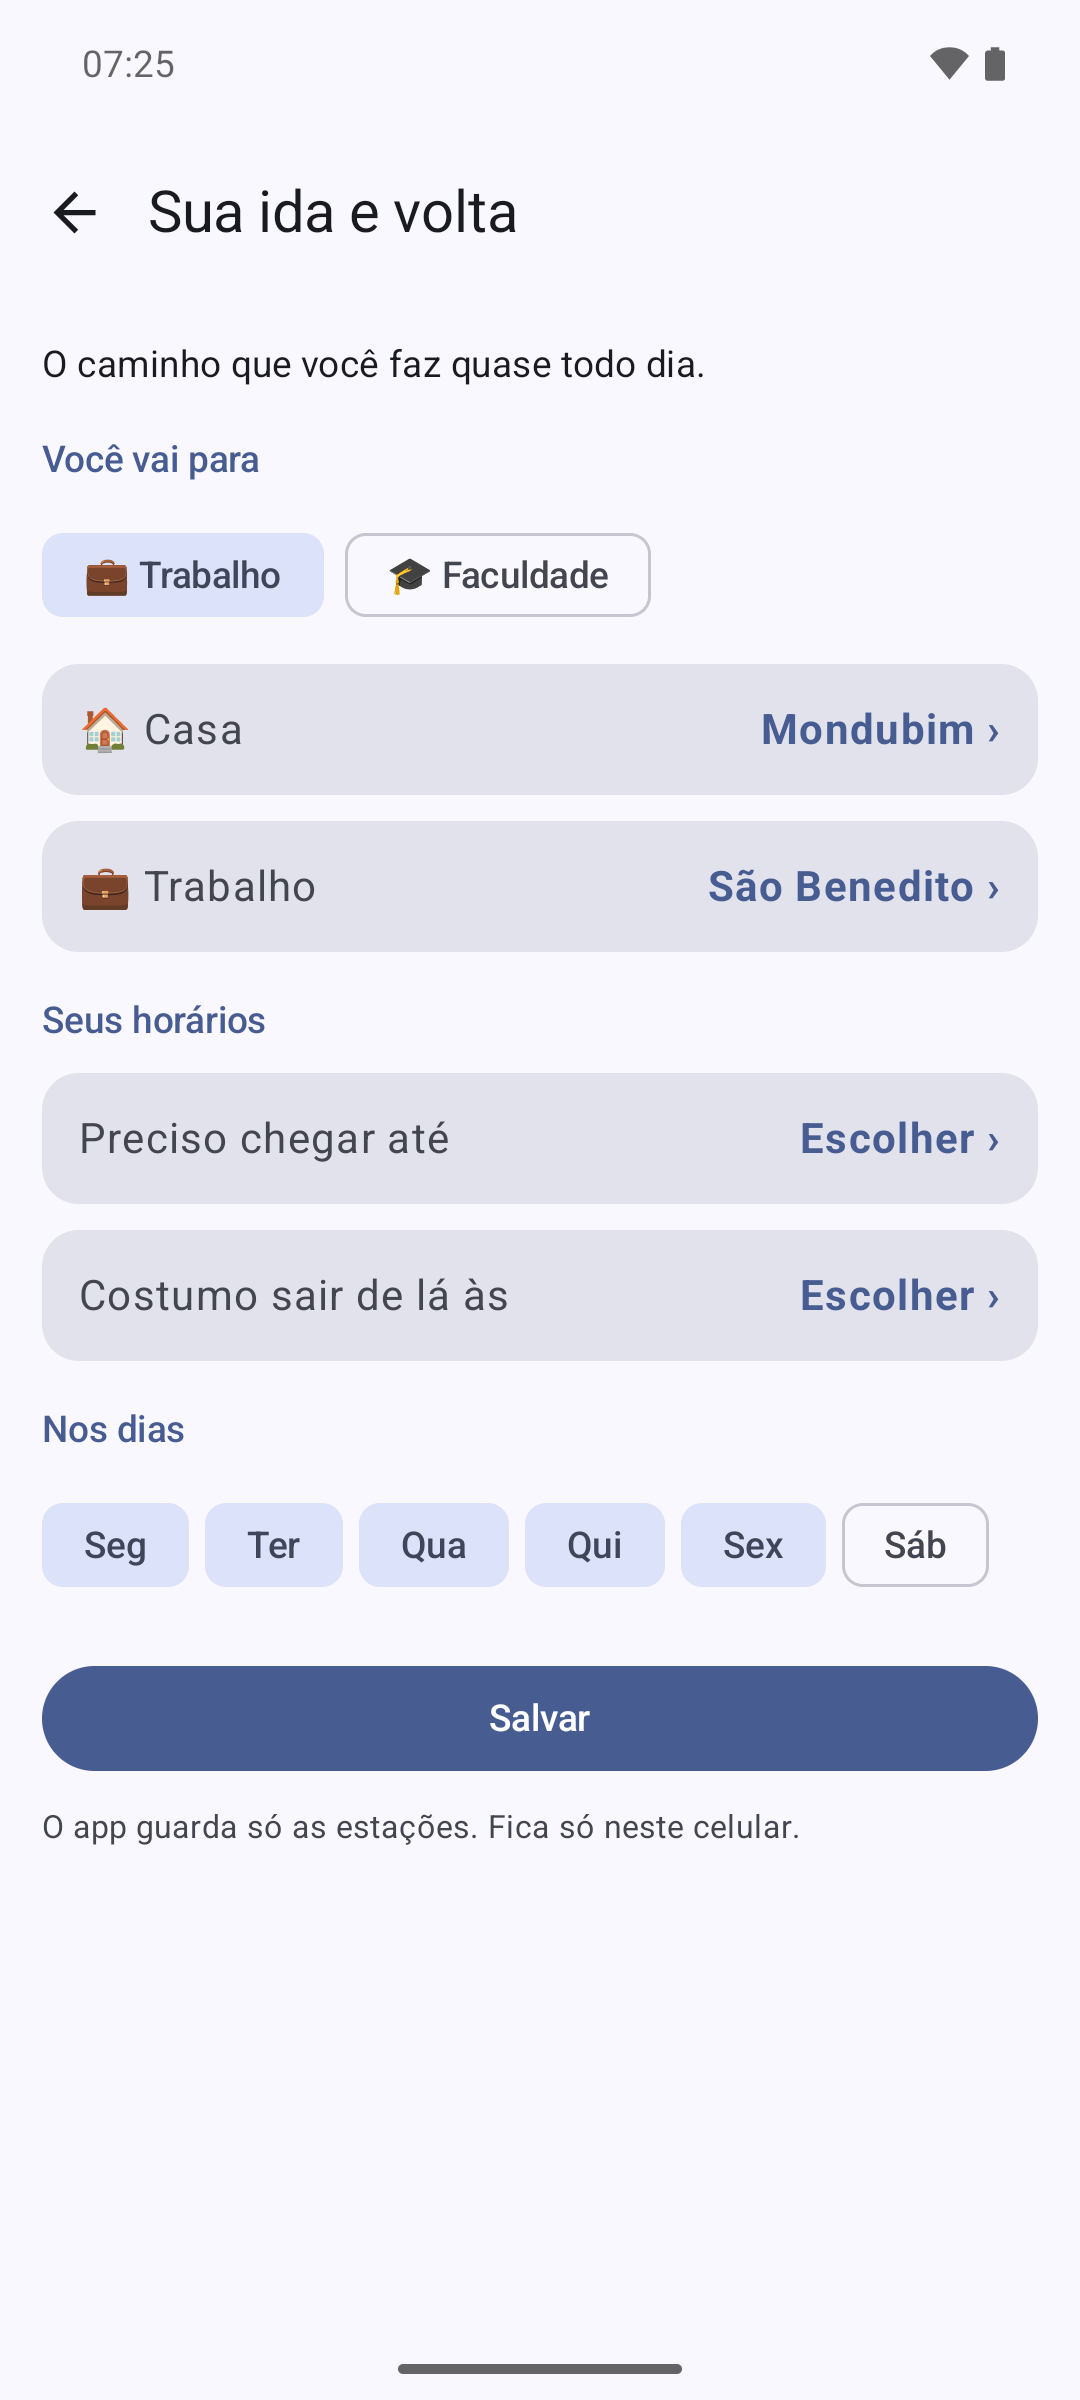 07:25
Sua ida e volta
O caminho que você faz quase todo dia.
Você vai para
💼 Trabalho
🎓 Faculdade
🏠 Casa
Mondubim ›
💼 Trabalho
São Benedito ›
Seus horários
Preciso chegar até
Escolher ›
Costumo sair de lá às
Escolher ›
Nos dias
Seg
Ter
Qua
Qui
Sex
Sáb
Salvar
O app guarda só as estações. Fica só neste celular.